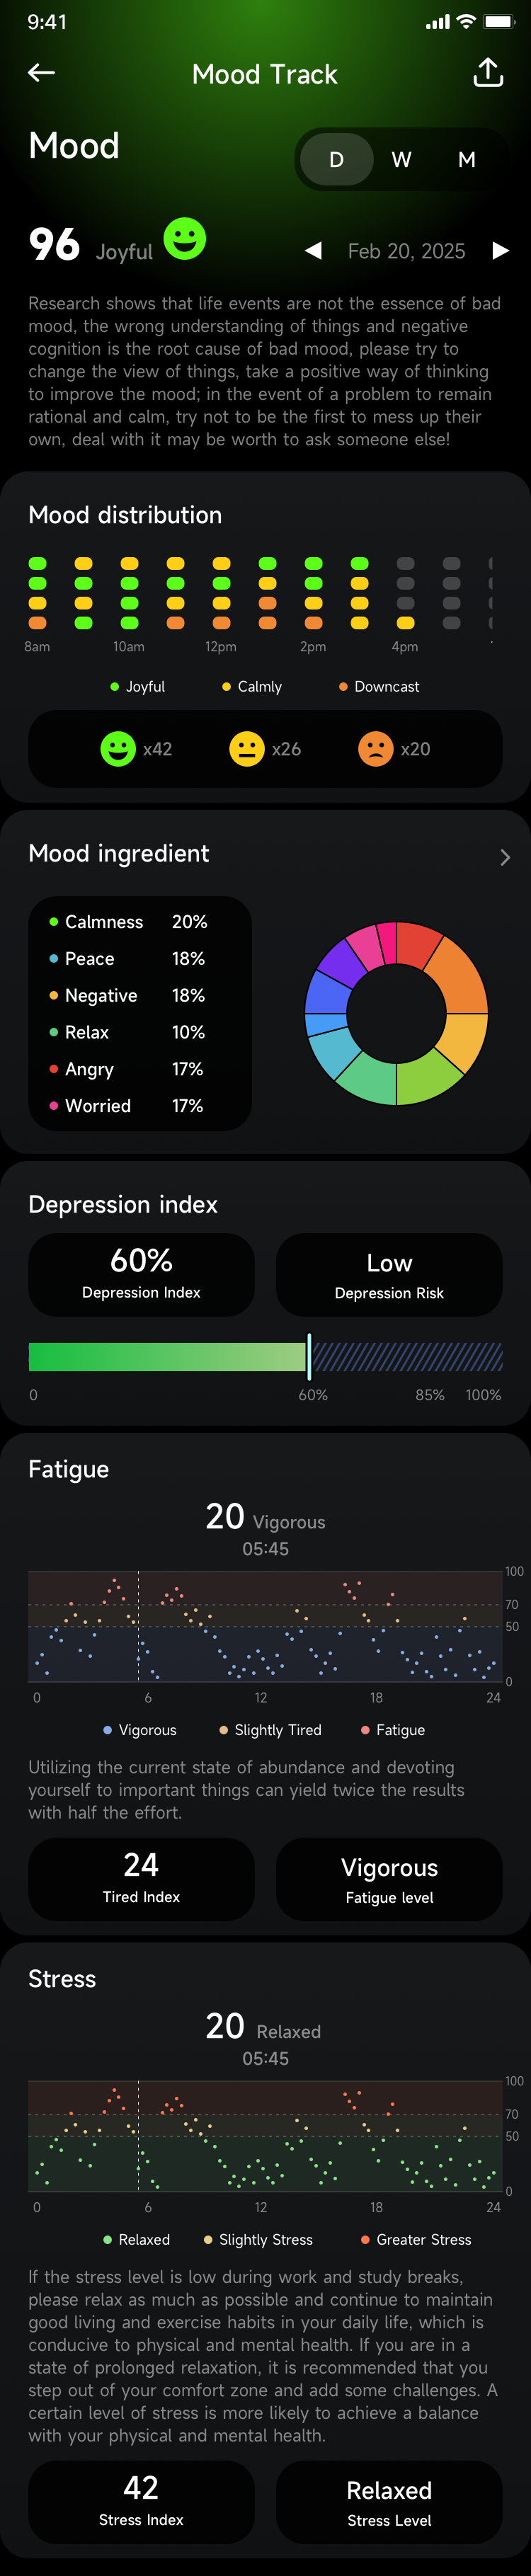 9:41
Mood Track
Mood
D W M
96 Joyful
Feb 20, 2025
Research shows that life events are not the essence of bad
mood, the wrong understanding of things and negative
cognition is the root cause of bad mood, please try to
change the view of things, take a positive way of thinking
to improve the mood; in the event of a problem to remain
rational and calm, try not to be the first to mess up their
own, deal with it may be worth to ask someone else!
Mood distribution
8am 10am 12pm 2pm 4pm
Joyful Calmly Downcast
x42 x26 x20
Mood ingredient
Calmness 20%
Peace 18%
Negative 18%
Relax 10%
Angry 17%
Worried 17%
Depression index
60%
Depression Index
Low
Depression Risk
0 60% 85% 100%
Fatigue
20 Vigorous
05:45
100
70
50
0
0 6 12 18 24
Vigorous Slightly Tired Fatigue
Utilizing the current state of abundance and devoting
yourself to important things can yield twice the results
with half the effort.
24
Tired Index
Vigorous
Fatigue level
Stress
20 Relaxed
05:45
100
70
50
0
0 6 12 18 24
Relaxed Slightly Stress Greater Stress
If the stress level is low during work and study breaks,
please relax as much as possible and continue to maintain
good living and exercise habits in your daily life, which is
conducive to physical and mental health. If you are in a
state of prolonged relaxation, it is recommended that you
step out of your comfort zone and add some challenges. A
certain level of stress is more likely to achieve a balance
with your physical and mental health.
42
Stress Index
Relaxed
Stress Level